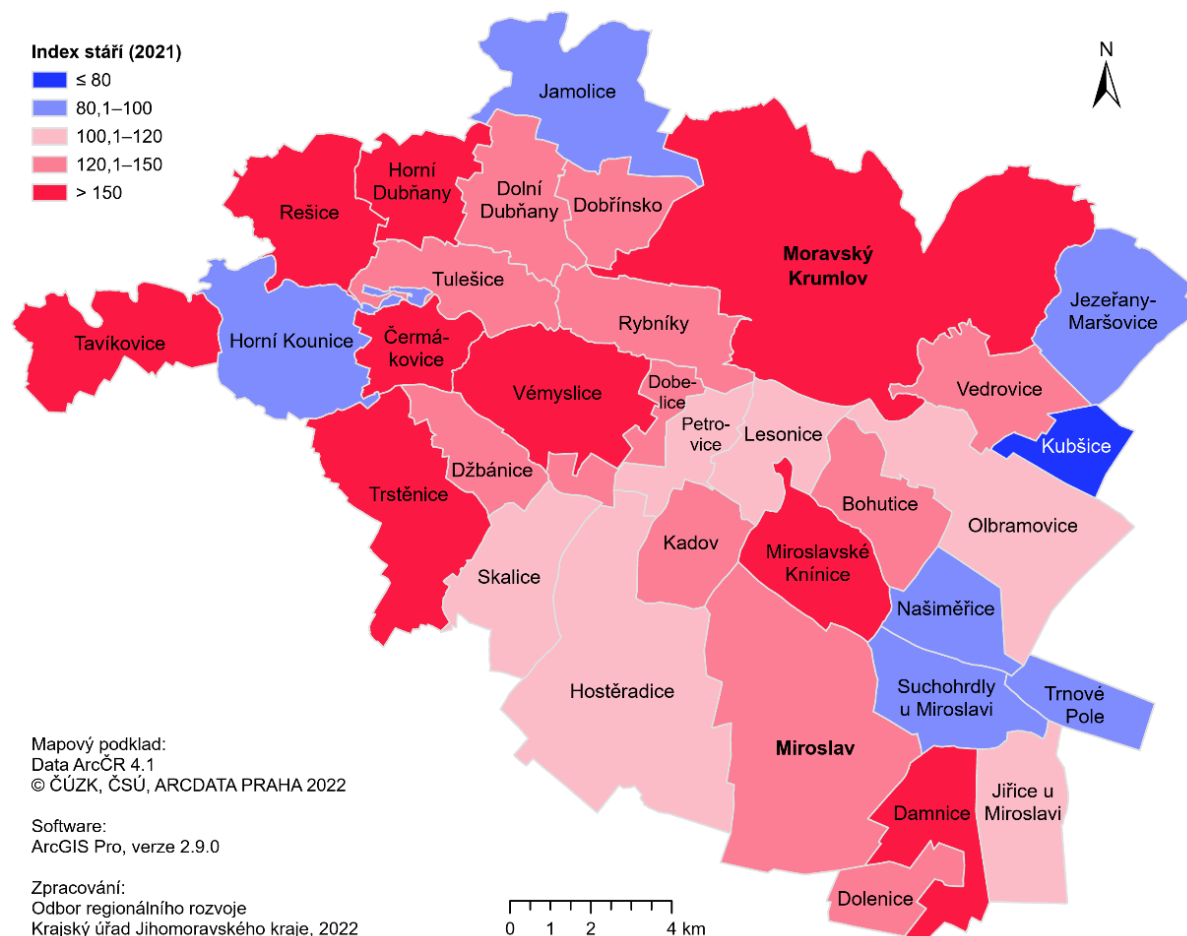 Index stáří (2021)
≤ 80
80,1–100
100,1–120
120,1–150
> 150
N
Jamolice
Horní
Dubňany
Dolní
Dubňany
Dobřínsko
Rešice
Moravský
Krumlov
Tulešice
Jezeřany-
Maršovice
Rybníky
Tavíkovice
Horní Kounice
Čermá-
kovice
Vémyslice
Dobe-
lice
Vedrovice
Petro-
vice
Lesonice
Kubšice
Džbánice
Trstěnice
Bohutice
Olbramovice
Kadov
Miroslavské
Knínice
Skalice
Našiměřice
Hostěradice
Suchohrdly
u Miroslavi
Trnové
Pole
Miroslav
Damnice
Jiřice u
Miroslavi
Dolenice
Mapový podklad:
Data ArcČR 4.1
© ČÚZK, ČSÚ, ARCDATA PRAHA 2022
Software:
ArcGIS Pro, verze 2.9.0
Zpracování:
Odbor regionálního rozvoje
Krajský úřad Jihomoravského kraje, 2022
0 1 2 4 km